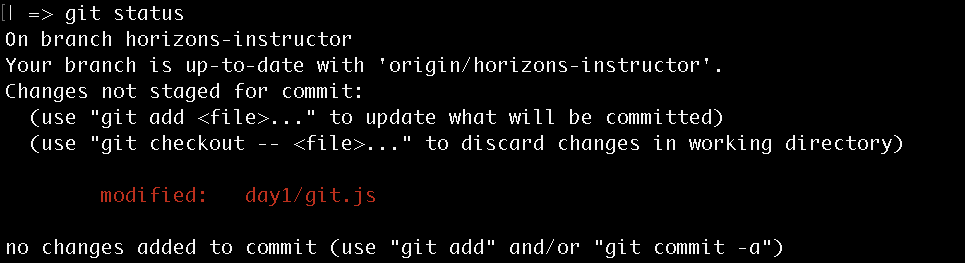 => git status
On branch horizons-instructor
Your branch is up-to-date with 'origin/horizons-instructor'.
Changes not staged for commit:
  (use "git add <file>..." to update what will be committed)
  (use "git checkout -- <file>..." to discard changes in working directory)
        modified:   day1/git.js
no changes added to commit (use "git add" and/or "git commit -a")